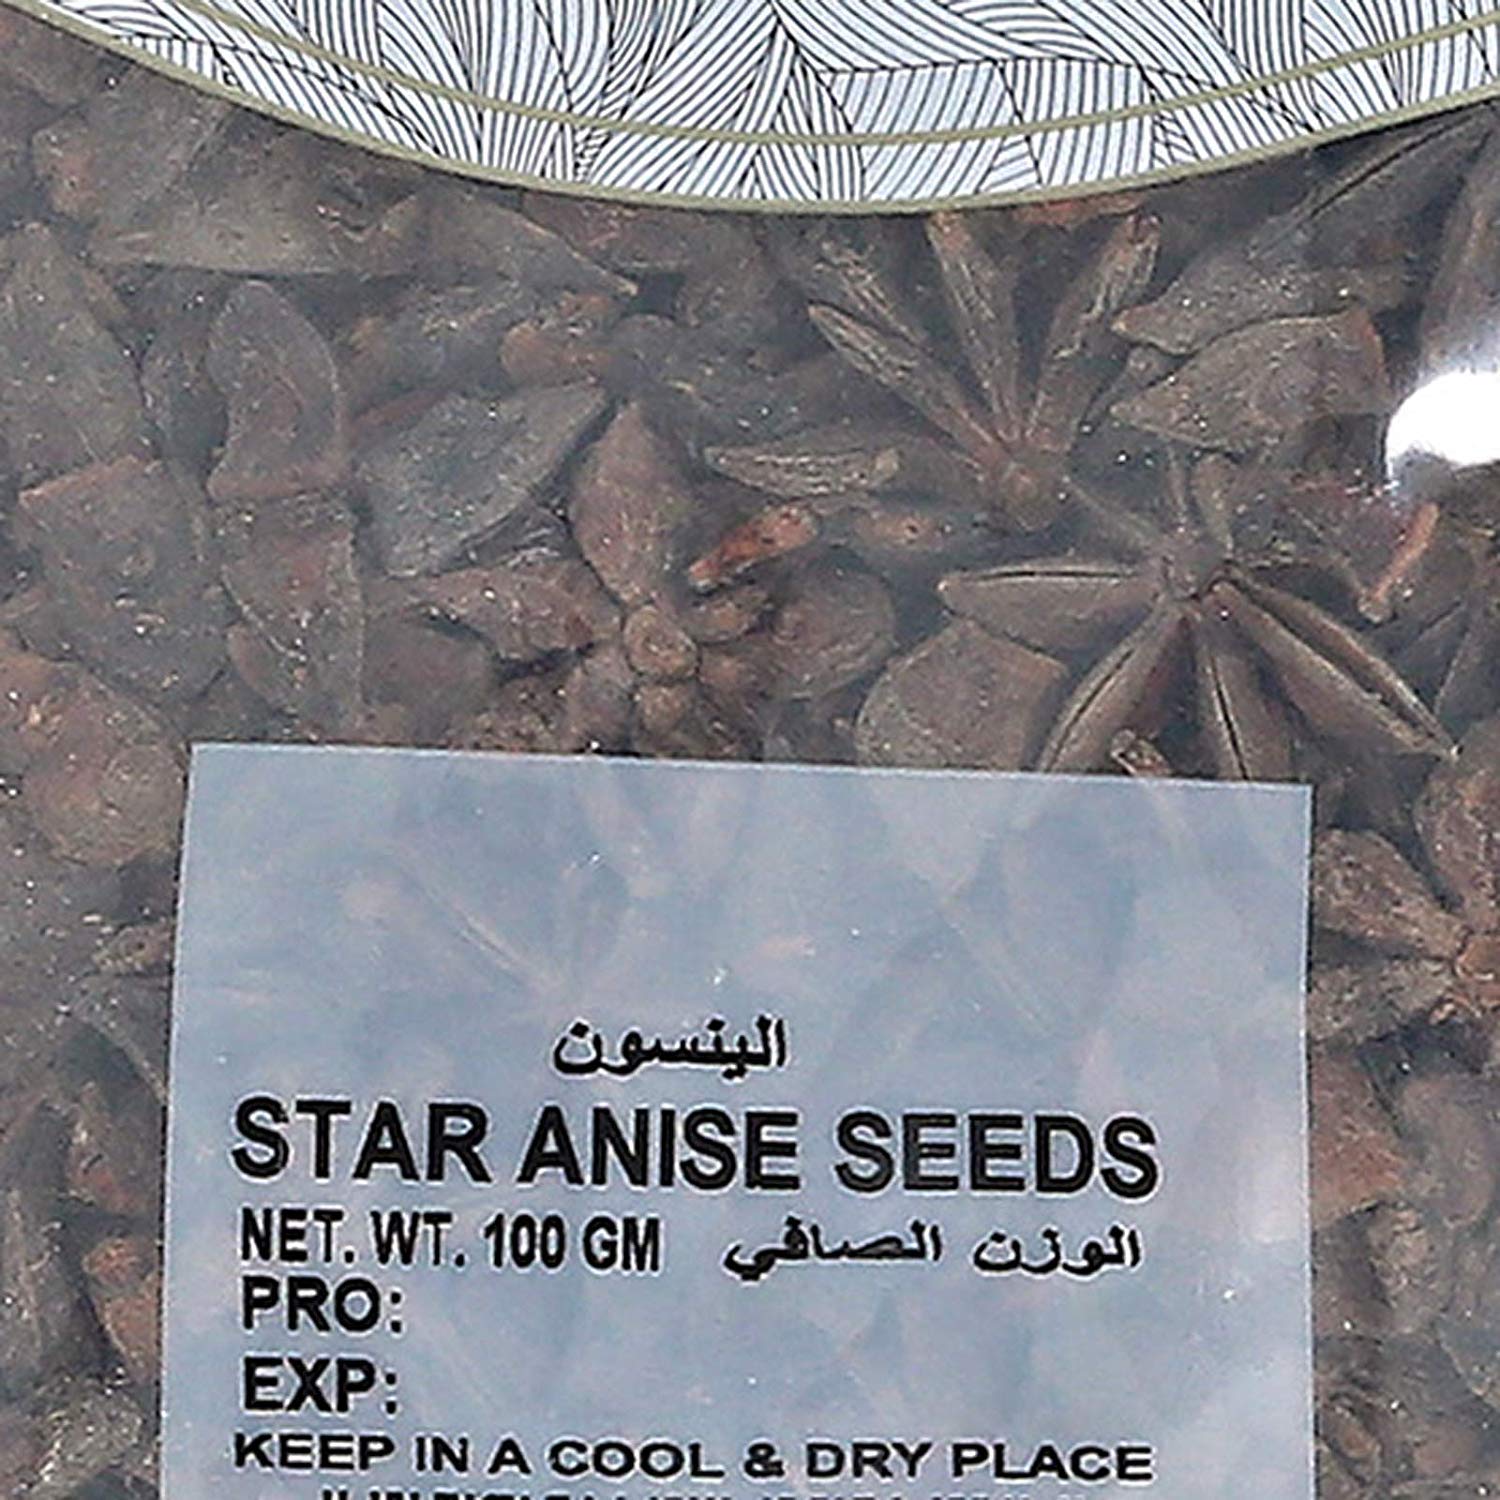 الينسون
STAR ANISE SEEDS
NET. WT. 100 GM الوزن الصافي
PRO:
EXP:
KEEP IN A COOL & DRY PLACE